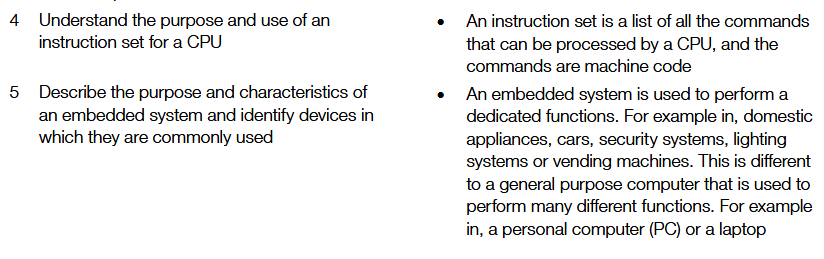 4 Understand the purpose and use of an
instruction set for a CPU
• An instruction set is a list of all the commands
that can be processed by a CPU, and the
commands are machine code
5 Describe the purpose and characteristics of
an embedded system and identify devices in
which they are commonly used
• An embedded system is used to perform a
dedicated functions. For example in, domestic
appliances, cars, security systems, lighting
systems or vending machines. This is different
to a general purpose computer that is used to
perform many different functions. For example
in, a personal computer (PC) or a laptop